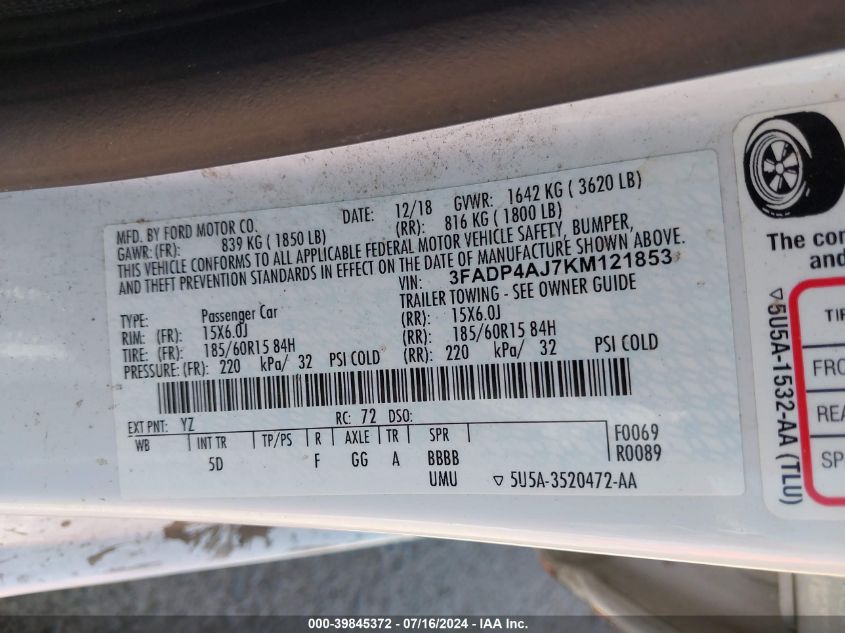 MFD. BY FORD MOTOR CO. DATE: 12/18 GVWR: 1642 KG ( 3620 LB)
GAWR: (FR): 839 KG ( 1850 LB) (RR): 816 KG ( 1800 LB)
THIS VEHICLE CONFORMS TO ALL APPLICABLE FEDERAL MOTOR VEHICLE SAFETY, BUMPER,
AND THEFT PREVENTION STANDARDS IN EFFECT ON THE DATE OF MANUFACTURE SHOWN ABOVE.
VIN: 3FADP4AJ7KM121853
TYPE: Passenger Car TRAILER TOWING - SEE OWNER GUIDE
RIM: (FR): 15X6.0J (RR): 15X6.0J
TIRE: (FR): 185/60R15 84H (RR): 185/60R15 84H
PRESSURE: (FR): 220 kPa/ 32 PSI COLD (RR): 220 kPa/ 32 PSI COLD
EXT PNT: YZ RC: 72 DSO:
WB INT TR TP/PS R AXLE TR SPR F0069
5D F GG A BBBB R0089
UMU ▽ 5U5A-3520472-AA
The con
and
▽5U5A-1532-AA (TLU)
TIR
FRO
REA
SP
000-39845372 - 07/16/2024 - IAA Inc.